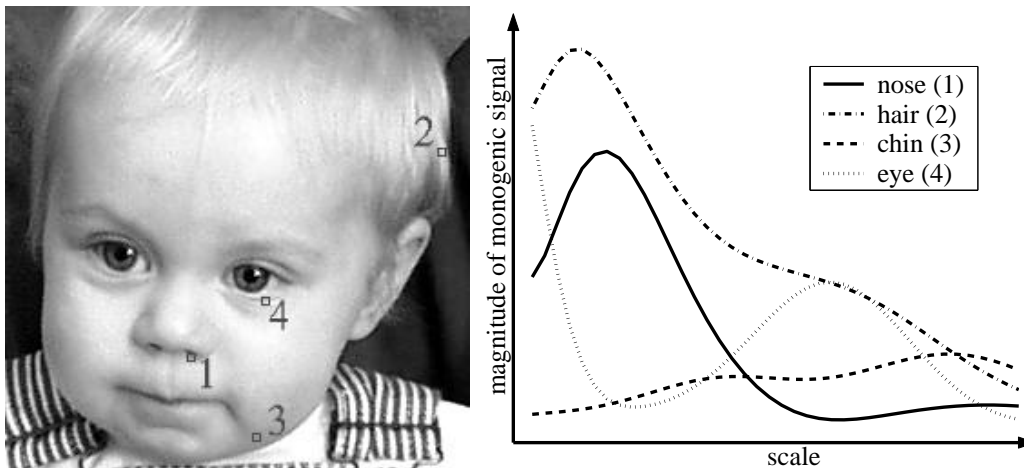 2
4
1
3
magnitude of monogenic signal
nose (1)
hair (2)
chin (3)
eye (4)
scale